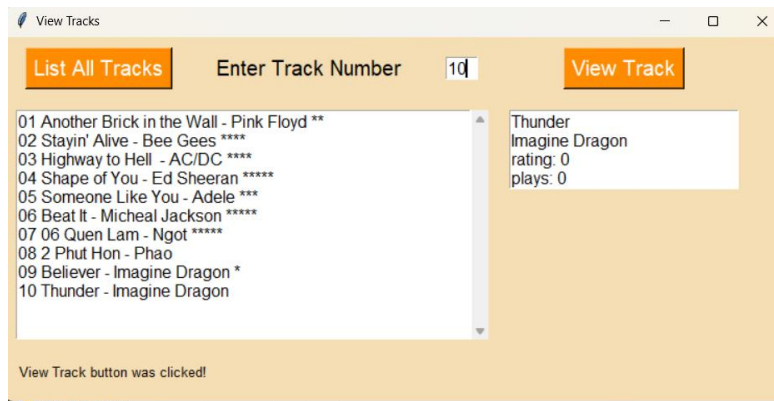 View Tracks
List All Tracks Enter Track Number 10 View Track
01 Another Brick in the Wall - Pink Floyd **
02 Stayin' Alive - Bee Gees ****
03 Highway to Hell - AC/DC ****
04 Shape of You - Ed Sheeran *****
05 Someone Like You - Adele ***
06 Beat It - Micheal Jackson *****
07 06 Quen Lam - Ngot *****
08 2 Phut Hon - Phao
09 Believer - Imagine Dragon *
10 Thunder - Imagine Dragon
Thunder
Imagine Dragon
rating: 0
plays: 0
View Track button was clicked!